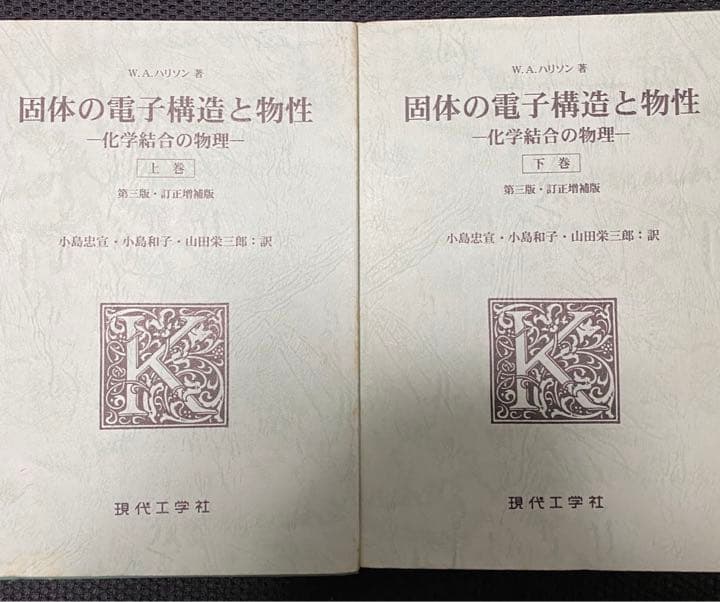 W.A.ハリソン 著
固体の電子構造と物性
―化学結合の物理―
上 巻
第三版・訂正増補版
小島忠宣・小島和子・山田栄三郎：訳
K
現代工学社
W.A.ハリソン 著
固体の電子構造と物性
―化学結合の物理―
下 巻
第三版・訂正増補版
小島忠宣・小島和子・山田栄三郎：訳
K
現代工学社